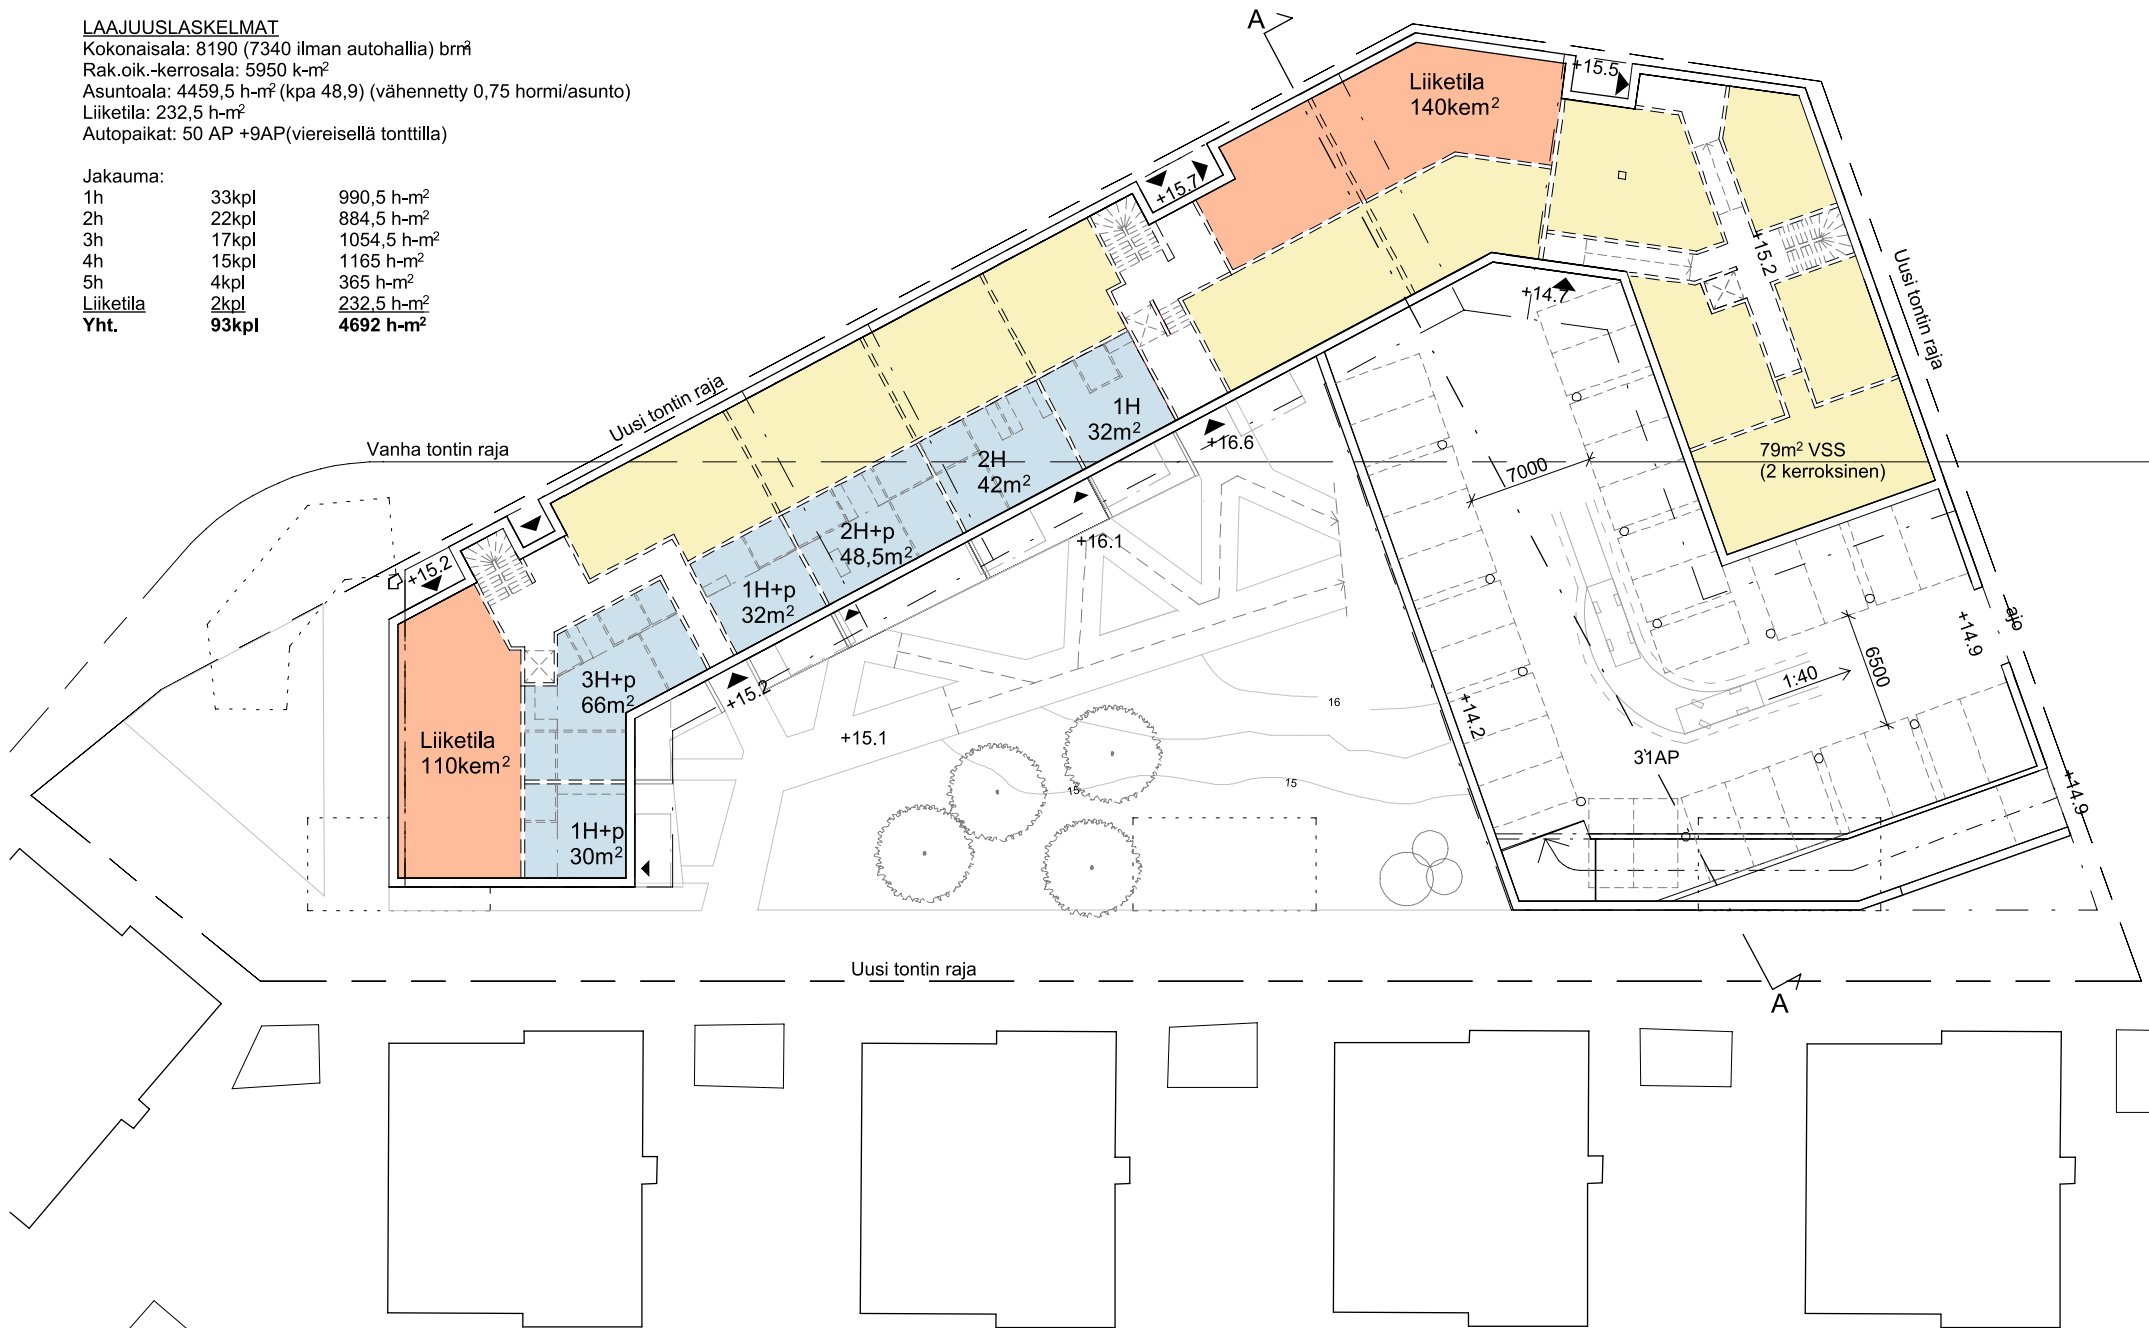 LAAJUUSLASKELMAT
Kokonaisala: 8190 (7340 ilman autohallia) brm²
Rak.oik.-kerrosala: 5950 k-m²
Asuntoala: 4459,5 h-m² (kpa 48,9) (vähennetty 0,75 hormi/asunto)
Liiketila: 232,5 h-m²
Autopaikat: 50 AP +9AP(viereisellä tonttilla)
Jakauma:
1h 33kpl 990,5 h-m²
2h 22kpl 884,5 h-m²
3h 17kpl 1054,5 h-m²
4h 15kpl 1165 h-m²
5h 4kpl 365 h-m²
Liiketila 2kpl 232,5 h-m²
Yht. 93kpl 4692 h-m²
A
Liiketila
140kem²
+15.5
+15.7
+15.2
Uusi tontin raja
+14.7
Uusi tontin raja
Vanha tontin raja
1H
32m²
+16.6
2H
42m²
79m² VSS
(2 kerroksinen)
7000
2H+p
48,5m²
+16.1
+15.2
1H+p
32m²
3H+p
66m²
+15.2
+15.1
16
15
15
Liiketila
110kem²
1H+p
30m²
+14.2
31AP
1:40
6500
+14.9
ajo
+14.9
Uusi tontin raja
A